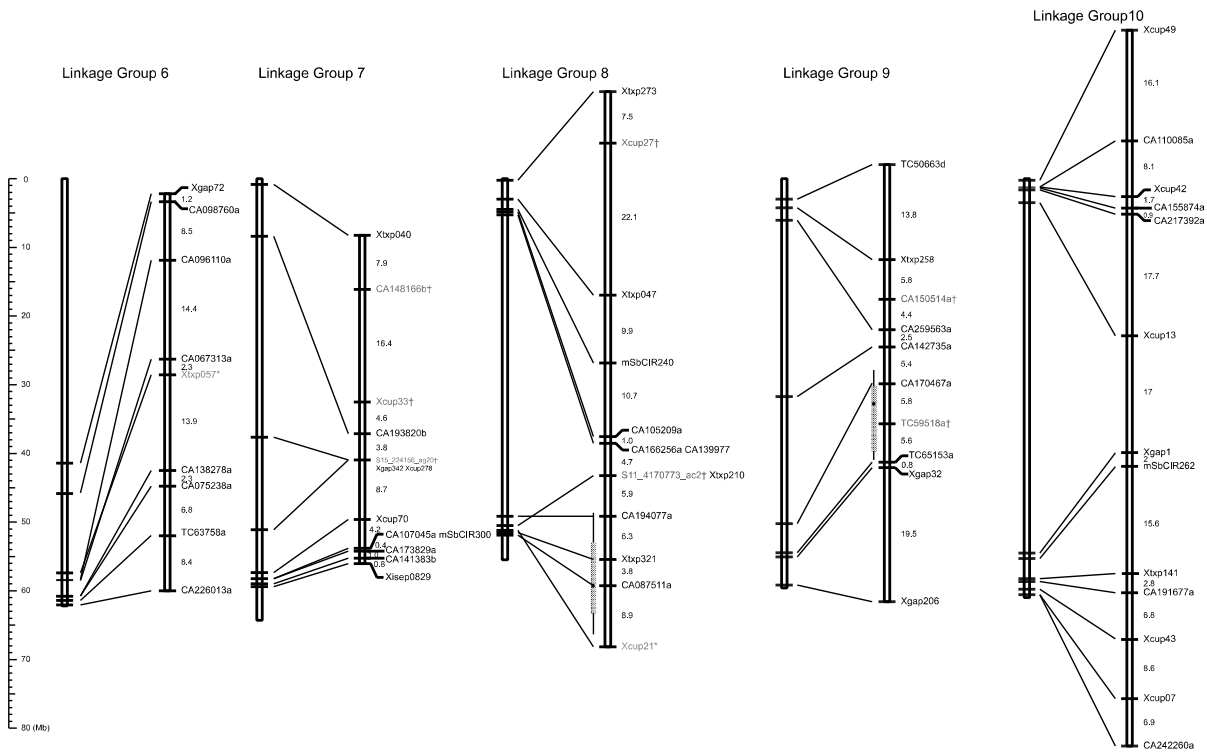 Linkage Group 6
Xgap72
1.2
CA098760a
8.5
CA096110a
14.4
CA067313a
2.3
Xtxp057*
13.9
CA138278a
2.3
CA075238a
6.8
TC63758a
8.4
CA226013a
0
10
20
30
40
50
60
70
80 (Mb)
Linkage Group 7
Xtxp040
7.9
CA148166b†
16.4
Xcup33†
4.6
CA193820b
3.8
S15_224156_ag20†
Xgap342 Xcup278
8.7
Xcup70
4.2
CA107045a mSbCIR300
0.4
CA173829a
1.0
CA141383b
0.8
Xisep0829
Linkage Group 8
Xtxp273
7.5
Xcup27†
22.1
Xtxp047
9.9
mSbCIR240
10.7
CA105209a
1.0
CA166256a CA139977
4.7
S11_4170773_ac2† Xtxp210
5.9
CA194077a
6.3
Xtxp321
3.8
CA087511a
8.9
Xcup21*
Linkage Group 9
TC50663d
13.8
Xtxp258
5.8
CA150514a†
4.4
CA259563a
2.5
CA142735a
5.4
CA170467a
5.8
TC59518a†
5.6
TC65153a
0.8
Xgap32
19.5
Xgap206
Linkage Group10
Xcup49
16.1
CA110085a
8.1
Xcup42
1.7
CA155874a
0.9
CA217392a
17.7
Xcup13
17
Xgap1
2
mSbCIR262
15.6
Xtxp141
2.8
CA191677a
6.8
Xcup43
8.6
Xcup07
6.9
CA242260a